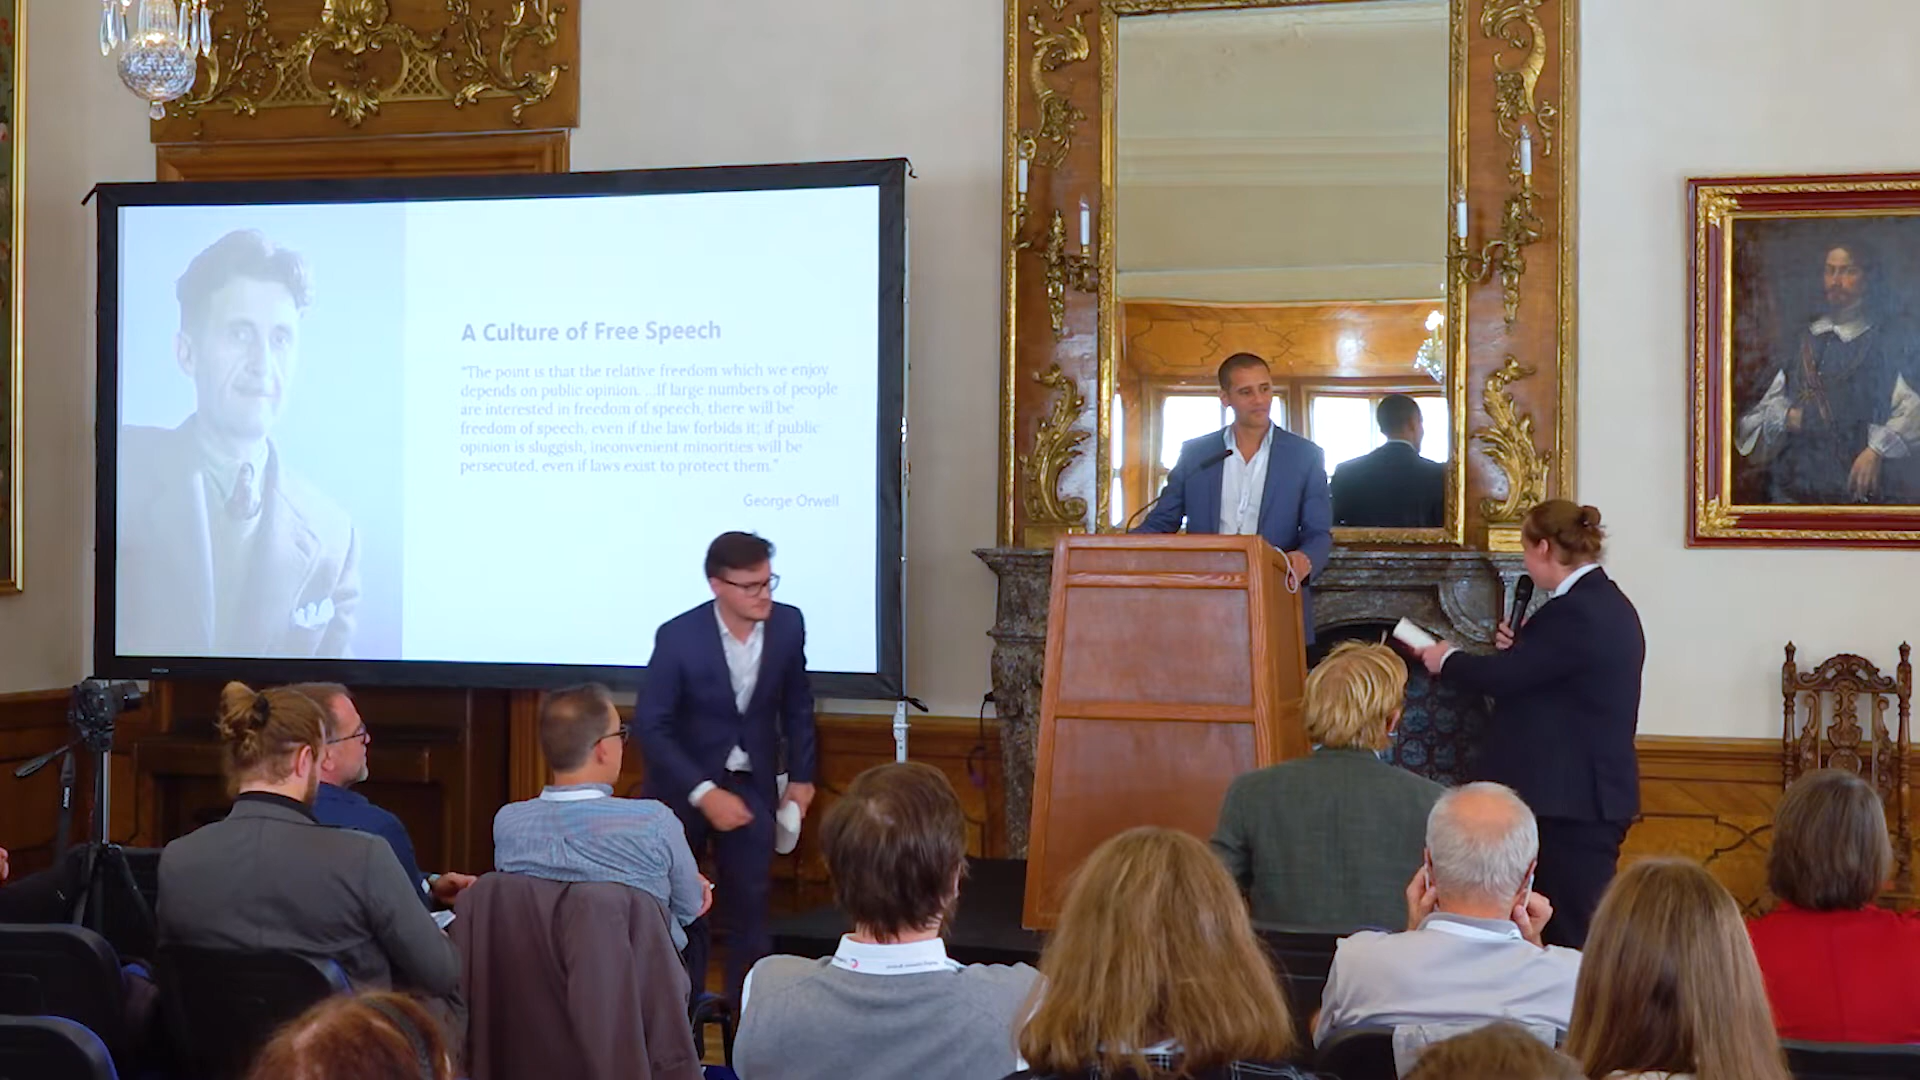 A Culture of Free Speech
"The point is that the relative freedom which we enjoy
depends on public opinion. ...If large numbers of people
are interested in freedom of speech, there will be
freedom of speech, even if the law forbids it; if public
opinion is sluggish, inconvenient minorities will be
persecuted, even if laws exist to protect them."
George Orwell